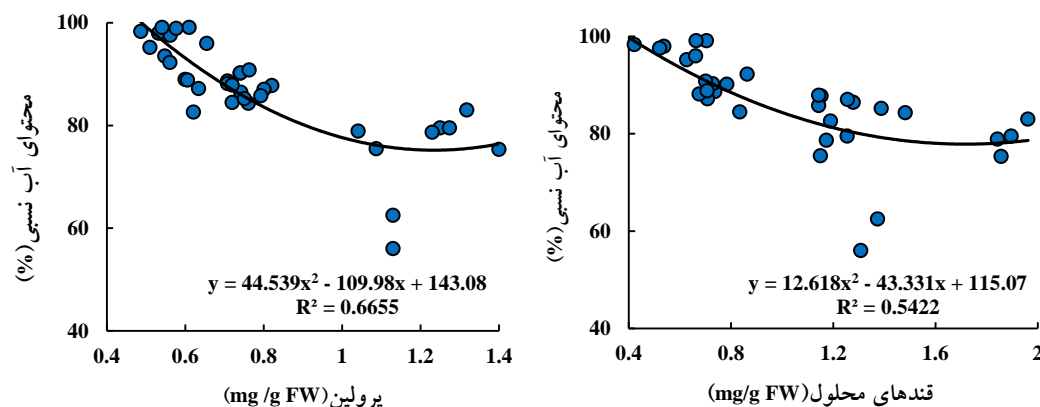 100
80
60
40
محتوای آب نسبی(%)
y = 44.539x² - 109.98x + 143.08
R² = 0.6655
0.4 0.6 0.8 1 1.2 1.4
پرولین(mg /g FW)
100
80
60
40
محتوای آب نسبی(%)
y = 12.618x² - 43.331x + 115.07
R² = 0.5422
0.4 0.8 1.2 1.6 2
قندهای محلول(mg/g FW)